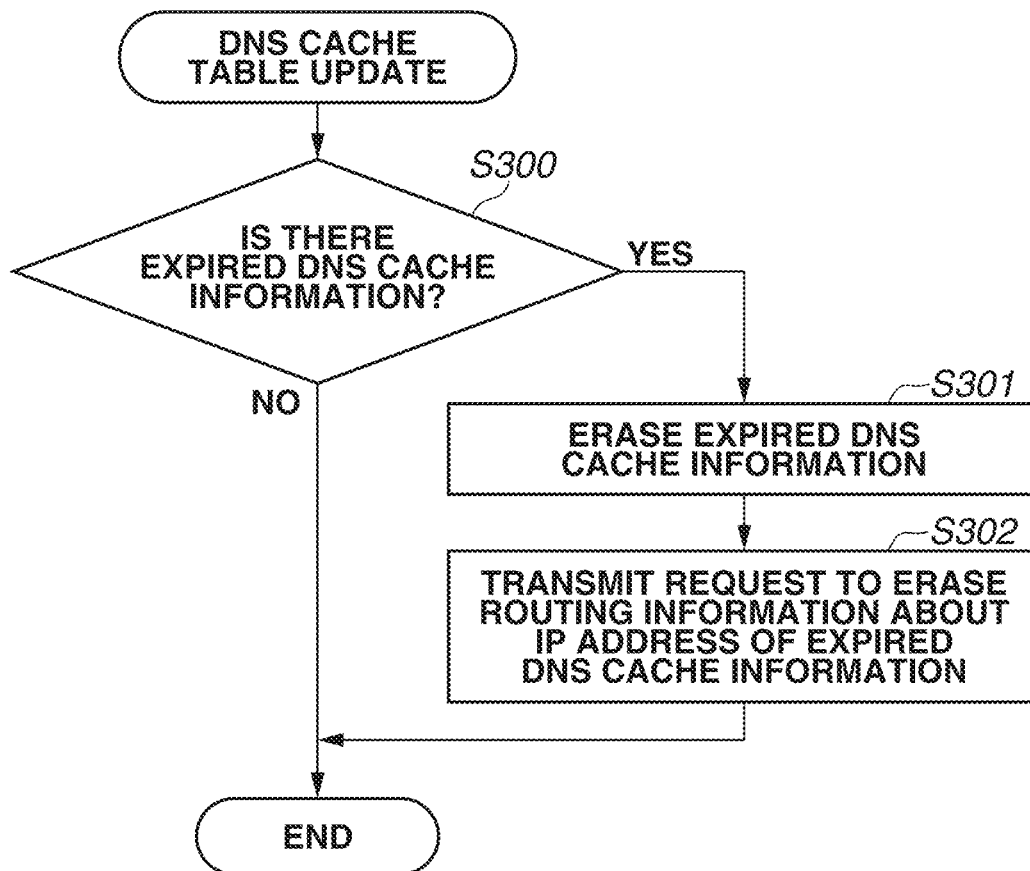 DNS CACHE
TABLE UPDATE
S300
IS THERE
EXPIRED DNS CACHE
INFORMATION?
YES
NO
S301
ERASE EXPIRED DNS
CACHE INFORMATION
S302
TRANSMIT REQUEST TO ERASE
ROUTING INFORMATION ABOUT
IP ADDRESS OF EXPIRED
DNS CACHE INFORMATION
END